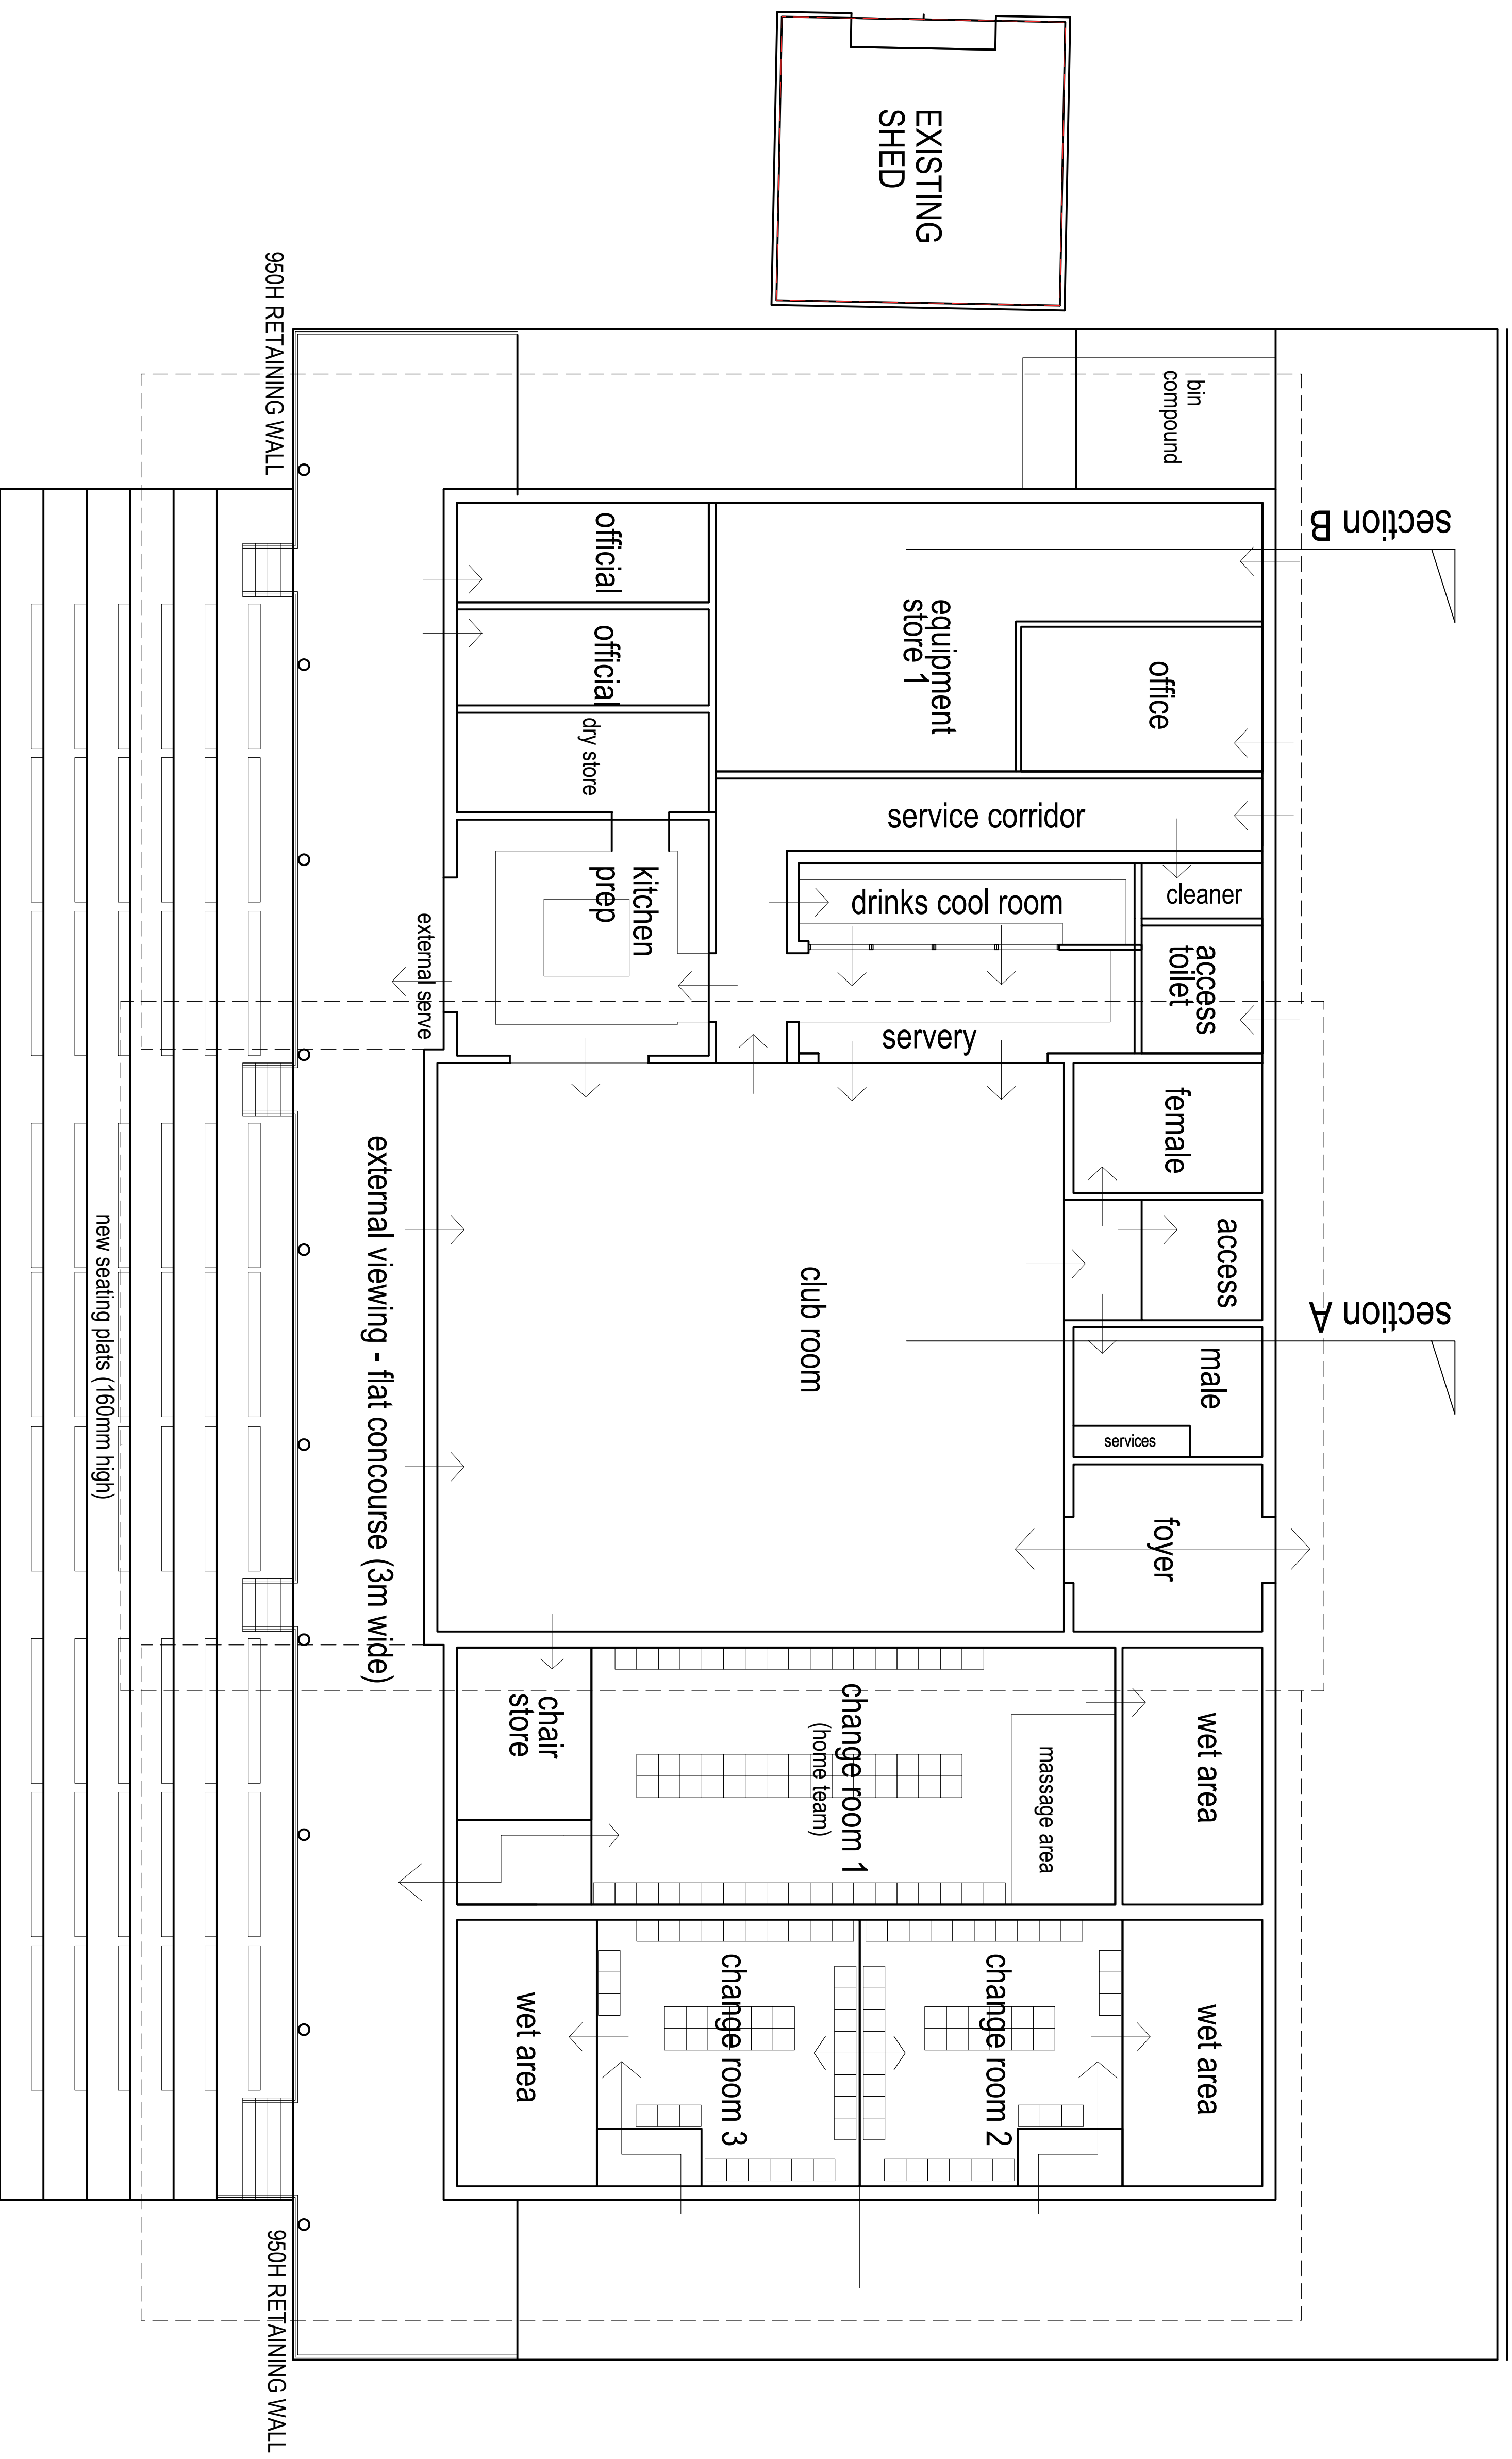 EXISTING
SHED
950H RETAINING WALL
bin
compound
section B
official
official
dry store
equipment
store 1
office
service corridor
cleaner
drinks cool room
access
toilet
kitchen
prep
external serve
servery
female
access
male
services
foyer
section A
club room
external viewing - flat concourse (3m wide)
new seating plats (160mm high)
chair
store
change room 1
(home team)
massage area
wet area
wet area
change room 3
change room 2
wet area
950H RETAINING WALL